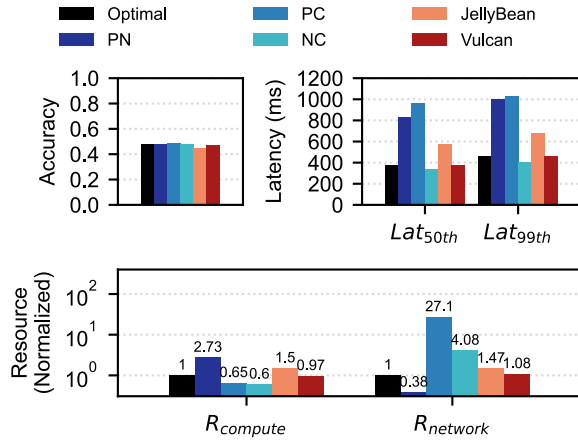 Optimal PC JellyBean
PN NC Vulcan
Accuracy
1.0
0.8
0.6
0.4
0.2
0.0
Latency (ms)
1200
1000
800
600
400
200
0
Lat50th Lat99th
Resource
(Normalized)
10²
10¹
10⁰
1 2.73 0.65 0.6 1.5 0.97
1 0.38 27.1 4.08 1.47 1.08
Rcompute Rnetwork